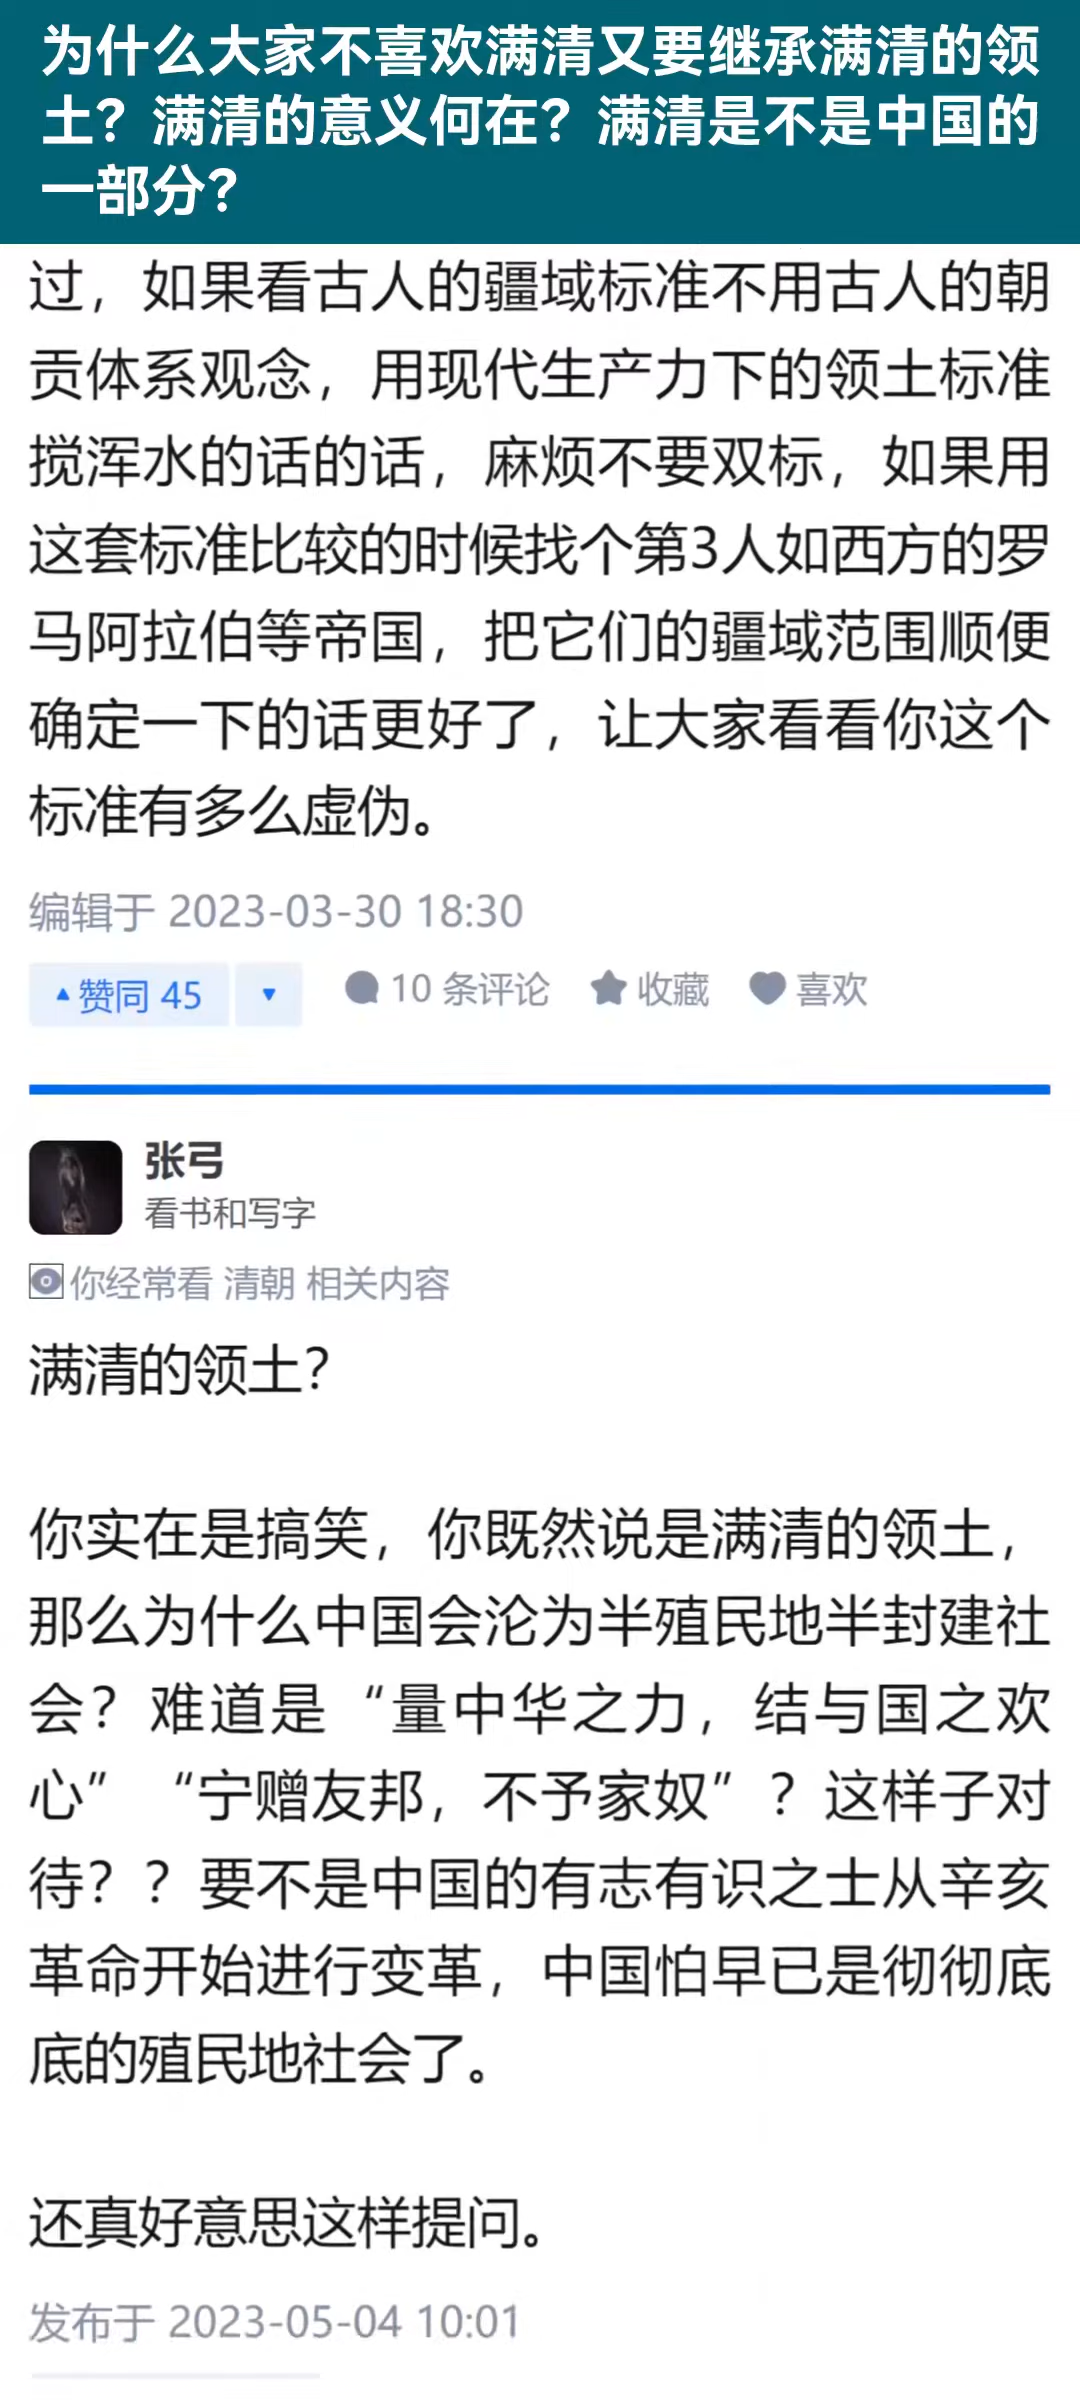 为什么大家不喜欢满清又要继承满清的领
土？满清的意义何在？满清是不是中国的
一部分？
过，如果看古人的疆域标准不用古人的朝
贡体系观念，用现代生产力下的领土标准
搅浑水的话的话，麻烦不要双标，如果用
这套标准比较的时候找个第3人如西方的罗
马阿拉伯等帝国，把它们的疆域范围顺便
确定一下的话更好了，让大家看看你这个
标准有多么虚伪。
编辑于 2023-03-30 18:30
赞同 45
10 条评论
收藏
喜欢
张弓
看书和写字
你经常看 清朝 相关内容
满清的领土？
你实在是搞笑，你既然说是满清的领土，
那么为什么中国会沦为半殖民地半封建社
会？难道是“量中华之力，结与国之欢
心”“宁赠友邦，不予家奴”？这样子对
待？？要不是中国的有志有识之士从辛亥
革命开始进行变革，中国怕早已是彻彻底
底的殖民地社会了。
还真好意思这样提问。
发布于 2023-05-04 10:01